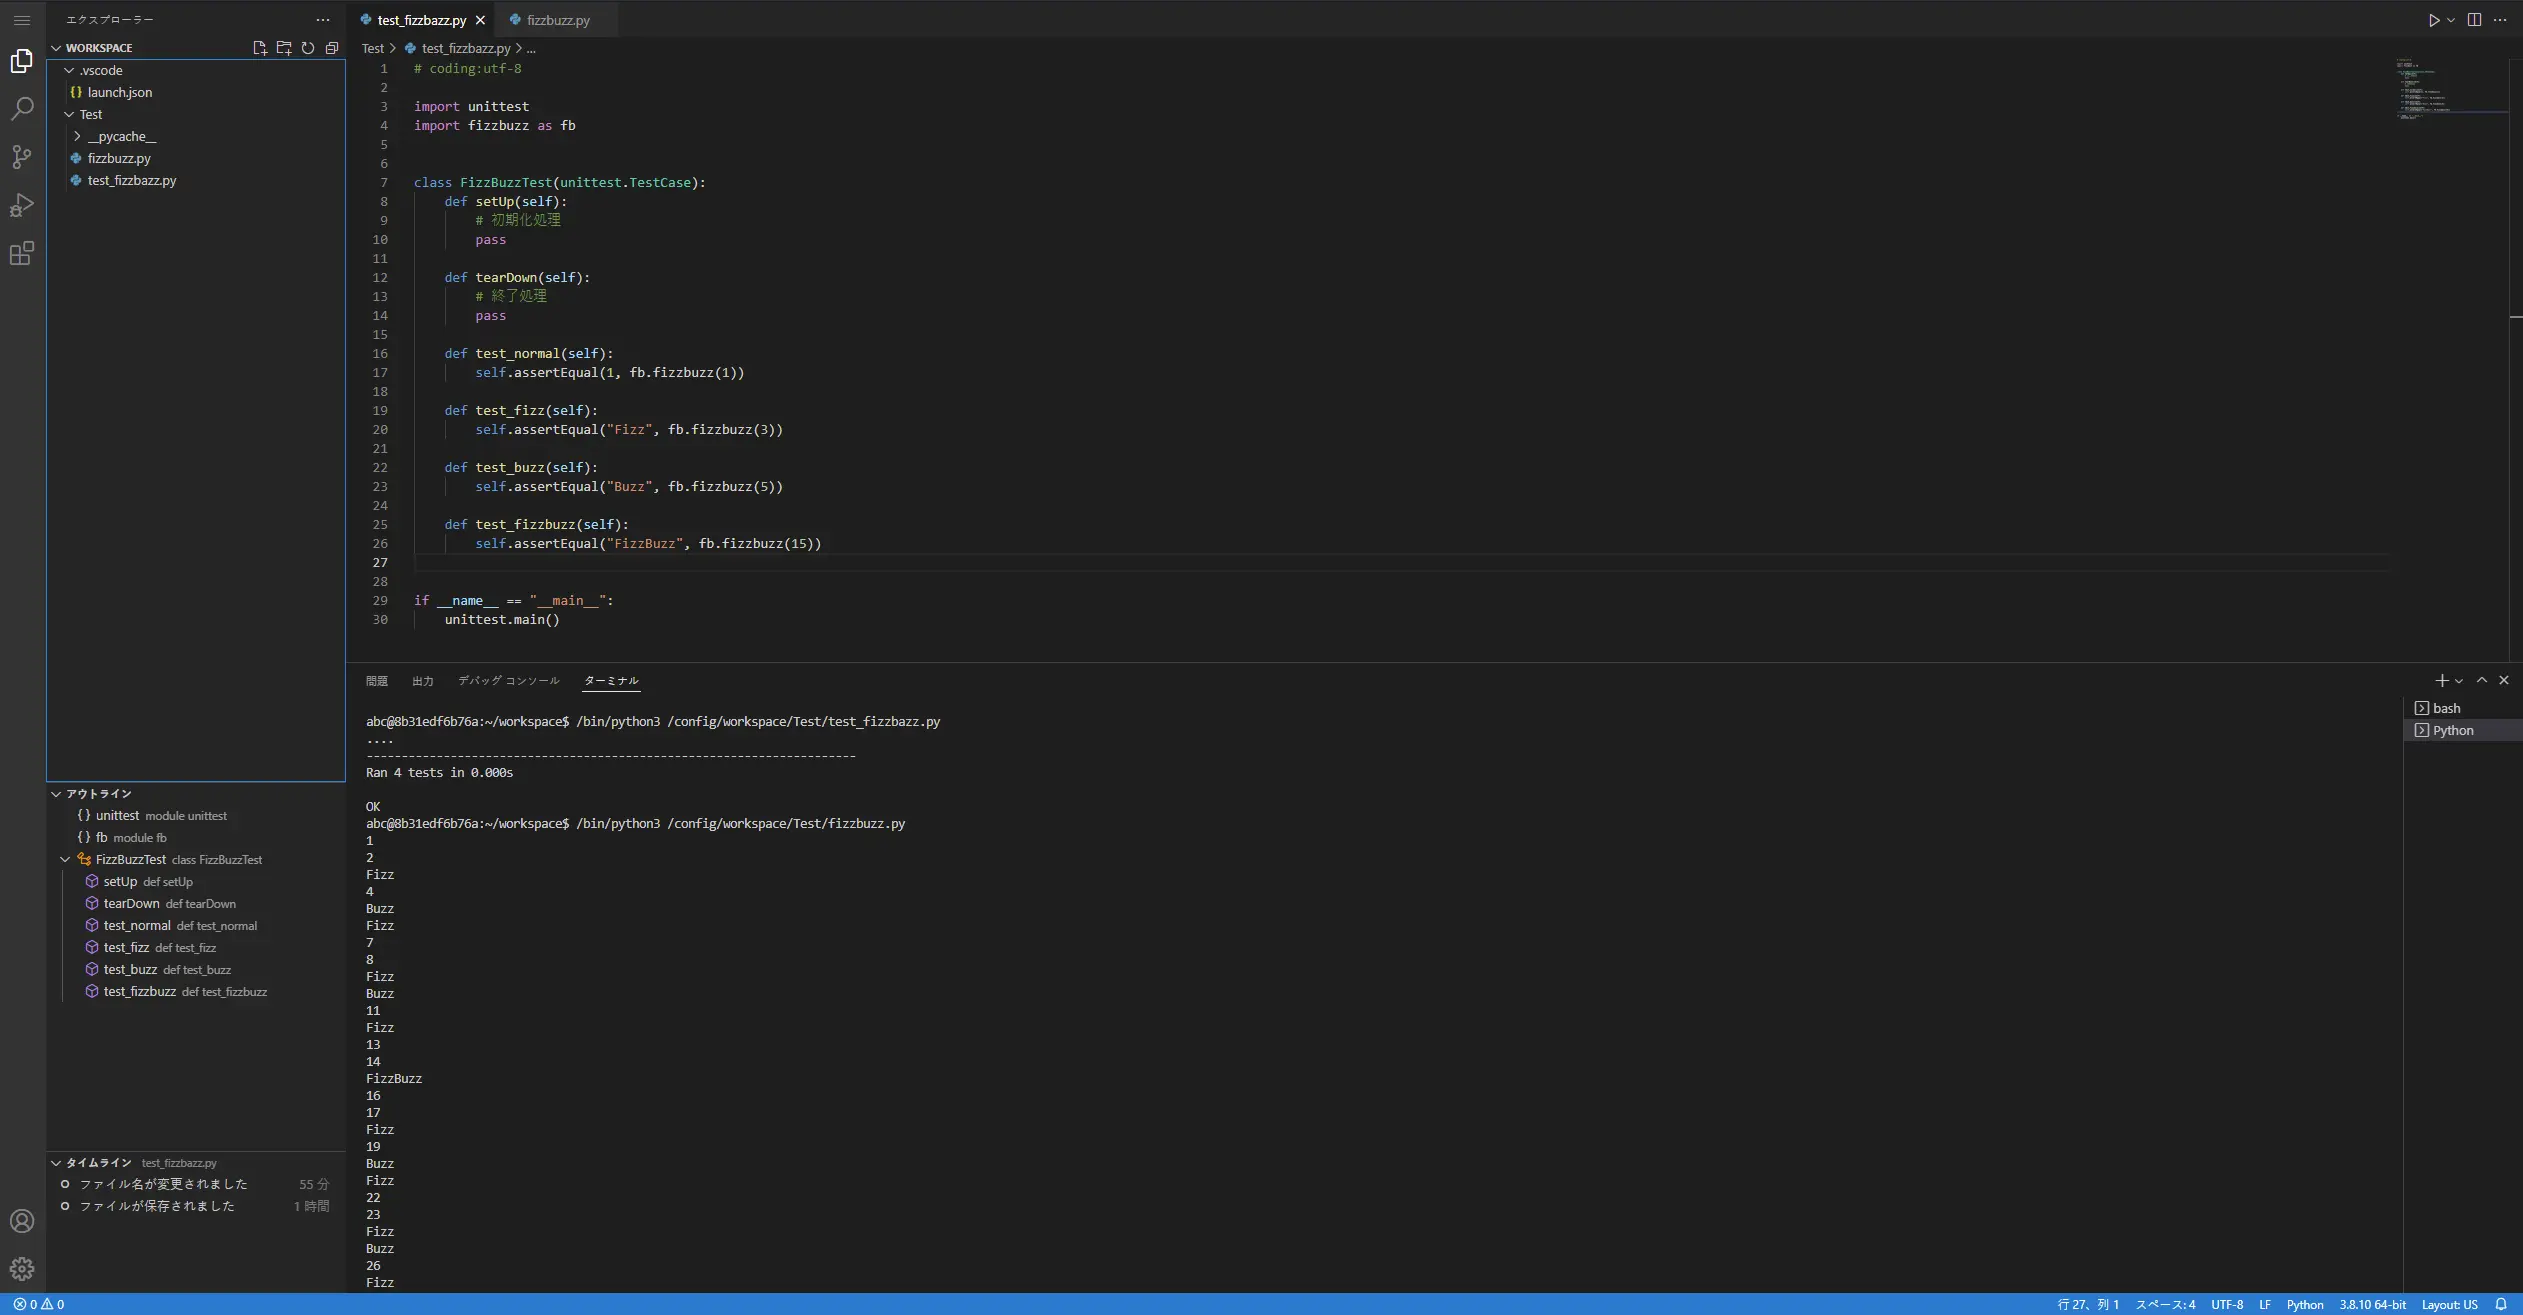 エクスプローラー
WORKSPACE
.vscode
launch.json
Test
__pycache__
fizzbuzz.py
test_fizzbazz.py
アウトライン
unittest module unittest
fb module fb
FizzBuzzTest class FizzBuzzTest
setUp def setUp
tearDown def tearDown
test_normal def test_normal
test_fizz def test_fizz
test_buzz def test_buzz
test_fizzbuzz def test_fizzbuzz
タイムライン test_fizzbazz.py
ファイル名が変更されました 55 分
ファイルが保存されました 1 時間
test_fizzbazz.py fizzbuzz.py
Test > test_fizzbazz.py > ...
1 # coding:utf-8
2
3 import unittest
4 import fizzbuzz as fb
5
6
7 class FizzBuzzTest(unittest.TestCase):
8 def setUp(self):
9 # 初期化処理
10 pass
11
12 def tearDown(self):
13 # 終了処理
14 pass
15
16 def test_normal(self):
17 self.assertEqual(1, fb.fizzbuzz(1))
18
19 def test_fizz(self):
20 self.assertEqual("Fizz", fb.fizzbuzz(3))
21
22 def test_buzz(self):
23 self.assertEqual("Buzz", fb.fizzbuzz(5))
24
25 def test_fizzbuzz(self):
26 self.assertEqual("FizzBuzz", fb.fizzbuzz(15))
27
28
29 if __name__ == "__main__":
30 unittest.main()
問題 出力 デバッグ コンソール ターミナル
abc@8b31edf6b76a:~/workspace$ /bin/python3 /config/workspace/Test/test_fizzbazz.py
....
----------------------------------------------------------------------
Ran 4 tests in 0.000s
OK
abc@8b31edf6b76a:~/workspace$ /bin/python3 /config/workspace/Test/fizzbuzz.py
1
2
Fizz
4
Buzz
Fizz
7
8
Fizz
Buzz
11
Fizz
13
14
FizzBuzz
16
17
Fizz
19
Buzz
Fizz
22
23
Fizz
Buzz
26
Fizz
bash
Python
0 0
行 27、列 1 スペース: 4 UTF-8 LF Python 3.8.10 64-bit Layout: US